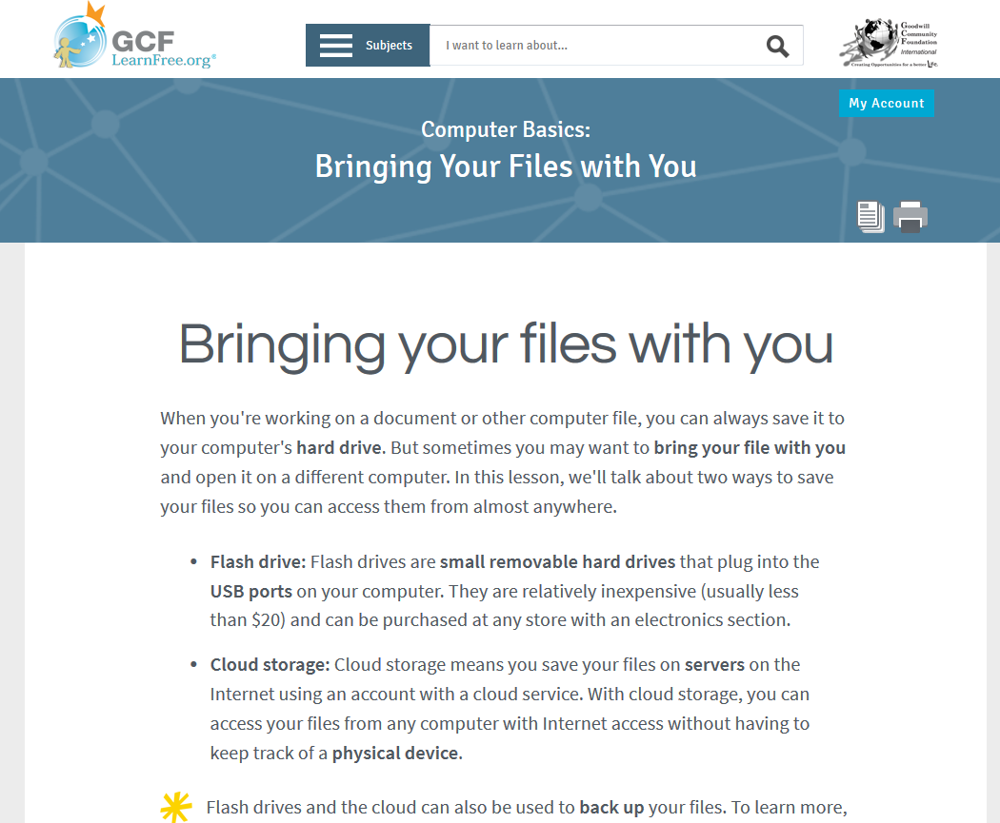 GCF
LearnFree.org®
Subjects
I want to learn about...
Goodwill
Community
Foundation
International
Creating Opportunities for a better Life.
My Account
Computer Basics:
Bringing Your Files with You
Bringing your files with you
When you're working on a document or other computer file, you can always save it to
your computer's hard drive. But sometimes you may want to bring your file with you
and open it on a different computer. In this lesson, we'll talk about two ways to save
your files so you can access them from almost anywhere.
• Flash drive: Flash drives are small removable hard drives that plug into the
USB ports on your computer. They are relatively inexpensive (usually less
than $20) and can be purchased at any store with an electronics section.
• Cloud storage: Cloud storage means you save your files on servers on the
Internet using an account with a cloud service. With cloud storage, you can
access your files from any computer with Internet access without having to
keep track of a physical device.
Flash drives and the cloud can also be used to back up your files. To learn more,